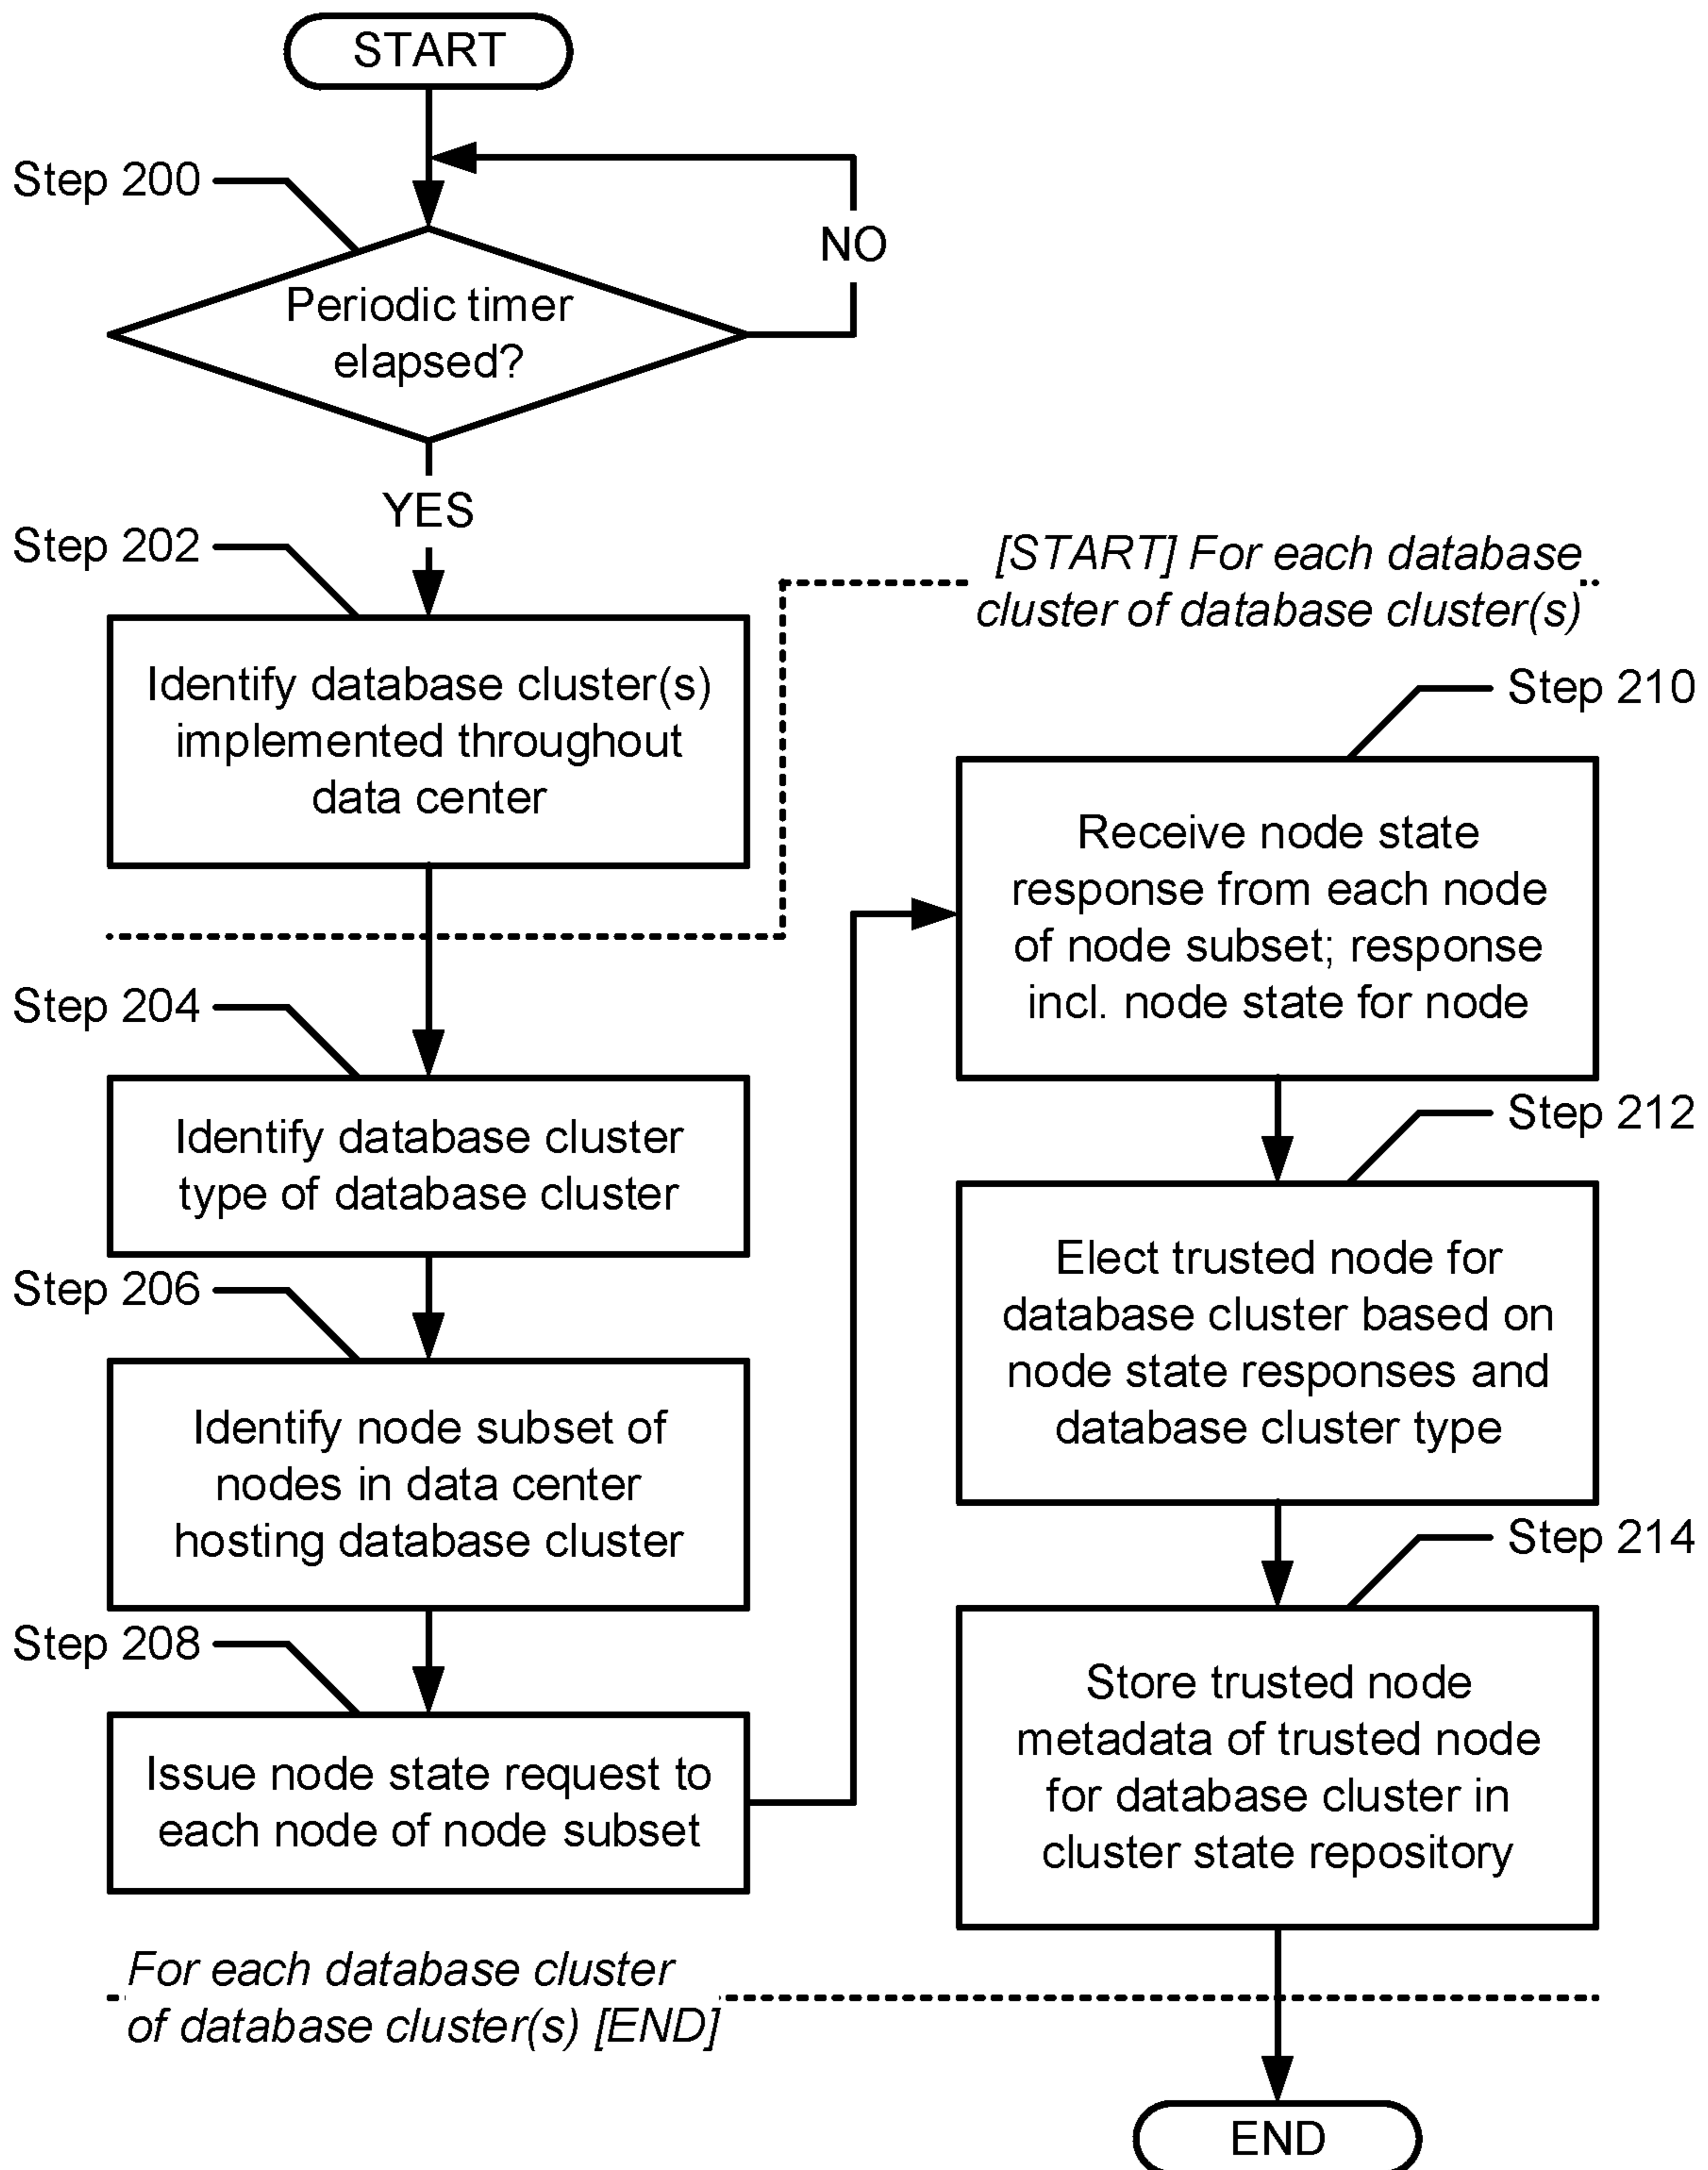 START
Step 200
NO
Periodic timer
elapsed?
YES
Step 202
Identify database cluster(s)
implemented throughout
data center
[START] For each database
cluster of database cluster(s)
Step 204
Identify database cluster
type of database cluster
Step 206
Identify node subset of
nodes in data center
hosting database cluster
Step 208
Issue node state request to
each node of node subset
Step 210
Receive node state
response from each node
of node subset; response
incl. node state for node
Step 212
Elect trusted node for
database cluster based on
node state responses and
database cluster type
Step 214
Store trusted node
metadata of trusted node
for database cluster in
cluster state repository
For each database cluster
of database cluster(s) [END]
END